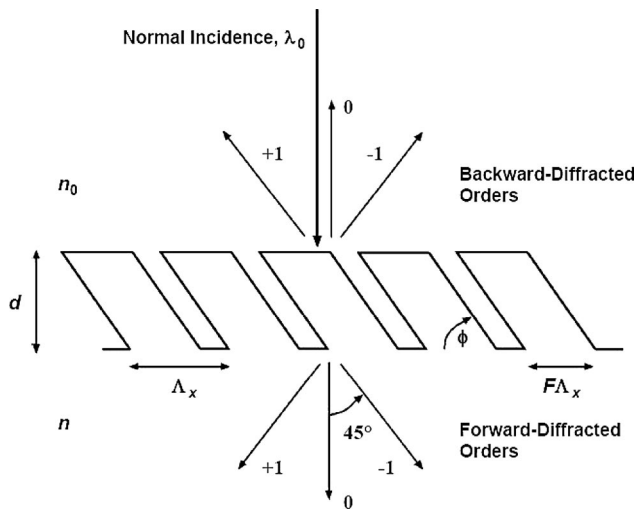 Normal Incidence, λ₀
0
+1
-1
n₀
Backward-Diffracted
Orders
d
ϕ
Λₓ
FΛₓ
n
45°
Forward-Diffracted
Orders
+1
-1
0